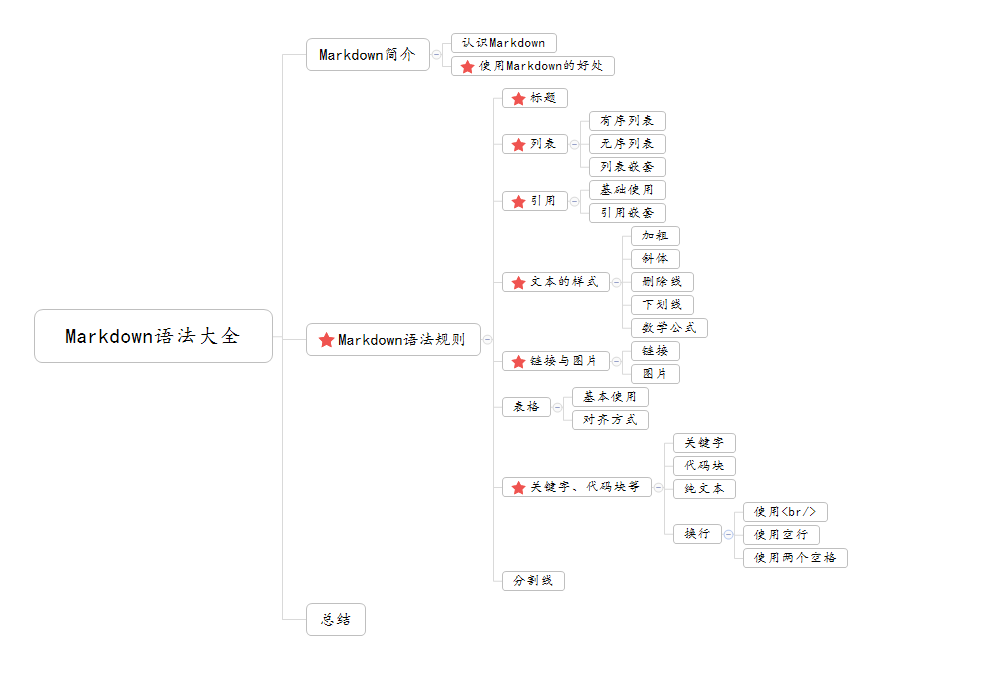 Markdown语法大全
Markdown简介
认识Markdown
使用Markdown的好处
Markdown语法规则
标题
列表
有序列表
无序列表
列表嵌套
引用
基础使用
引用嵌套
文本的样式
加粗
斜体
删除线
下划线
数学公式
链接与图片
链接
图片
表格
基本使用
对齐方式
关键字、代码块等
关键字
代码块
纯文本
换行
使用<br/>
使用空行
使用两个空格
分割线
总结